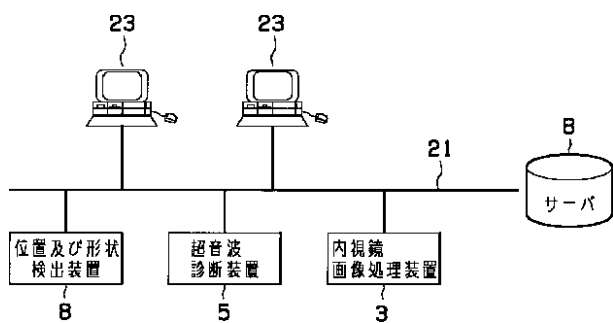 23
23
21
B
サーバ
位置及び形状
検出装置
超音波
診断装置
内視鏡
画像処理装置
8
5
3